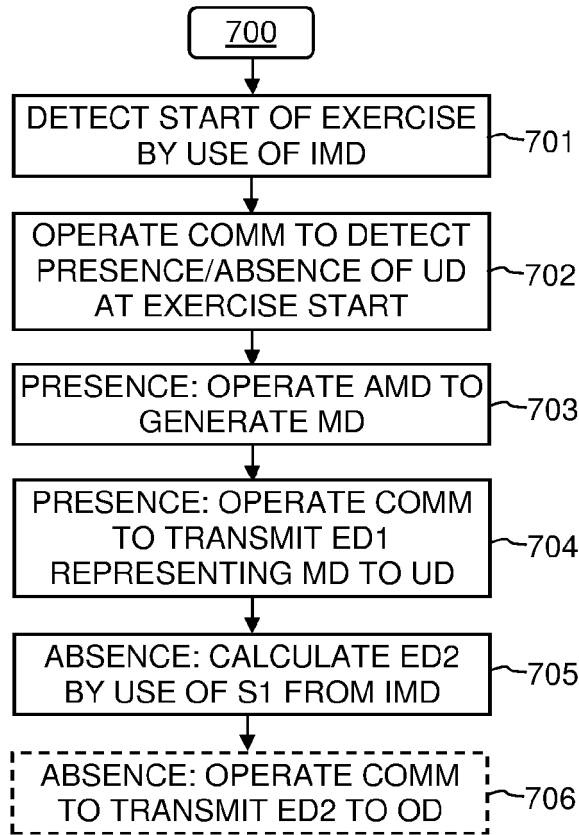 700
DETECT START OF EXERCISE
BY USE OF IMD
701
OPERATE COMM TO DETECT
PRESENCE/ABSENCE OF UD
AT EXERCISE START
702
PRESENCE: OPERATE AMD TO
GENERATE MD
703
PRESENCE: OPERATE COMM
TO TRANSMIT ED1
REPRESENTING MD TO UD
704
ABSENCE: CALCULATE ED2
BY USE OF S1 FROM IMD
705
ABSENCE: OPERATE COMM
TO TRANSMIT ED2 TO OD
706